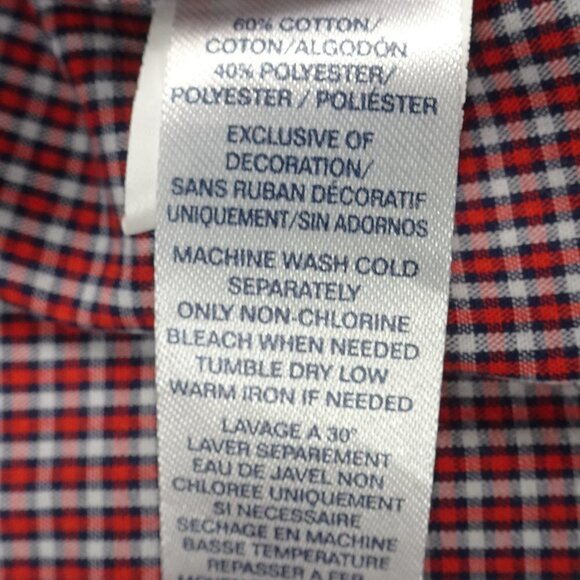 60% COTTON/
COTON/ALGODÓN
40% POLYESTER/
POLYESTER / POLIÉSTER
EXCLUSIVE OF
DECORATION/
SANS RUBAN DÉCORATIF
UNIQUEMENT/SIN ADORNOS
MACHINE WASH COLD
SEPARATELY
ONLY NON-CHLORINE
BLEACH WHEN NEEDED
TUMBLE DRY LOW
WARM IRON IF NEEDED
LAVAGE A 30°
LAVER SEPAREMENT
EAU DE JAVEL NON
CHLOREE UNIQUEMENT
SI NECESSAIRE
SECHAGE EN MACHINE
BASSE TEMPERATURE
REPASSER A FER